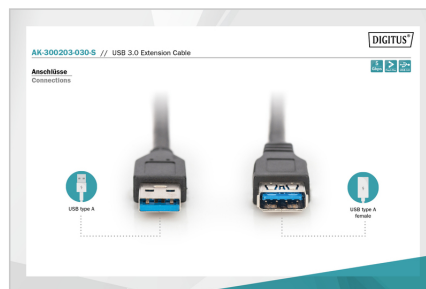 DIGITUS®
AK-300203-030-S // USB 3.0 Extension Cable
Anschlüsse
Connections
USB type A
USB type A
female